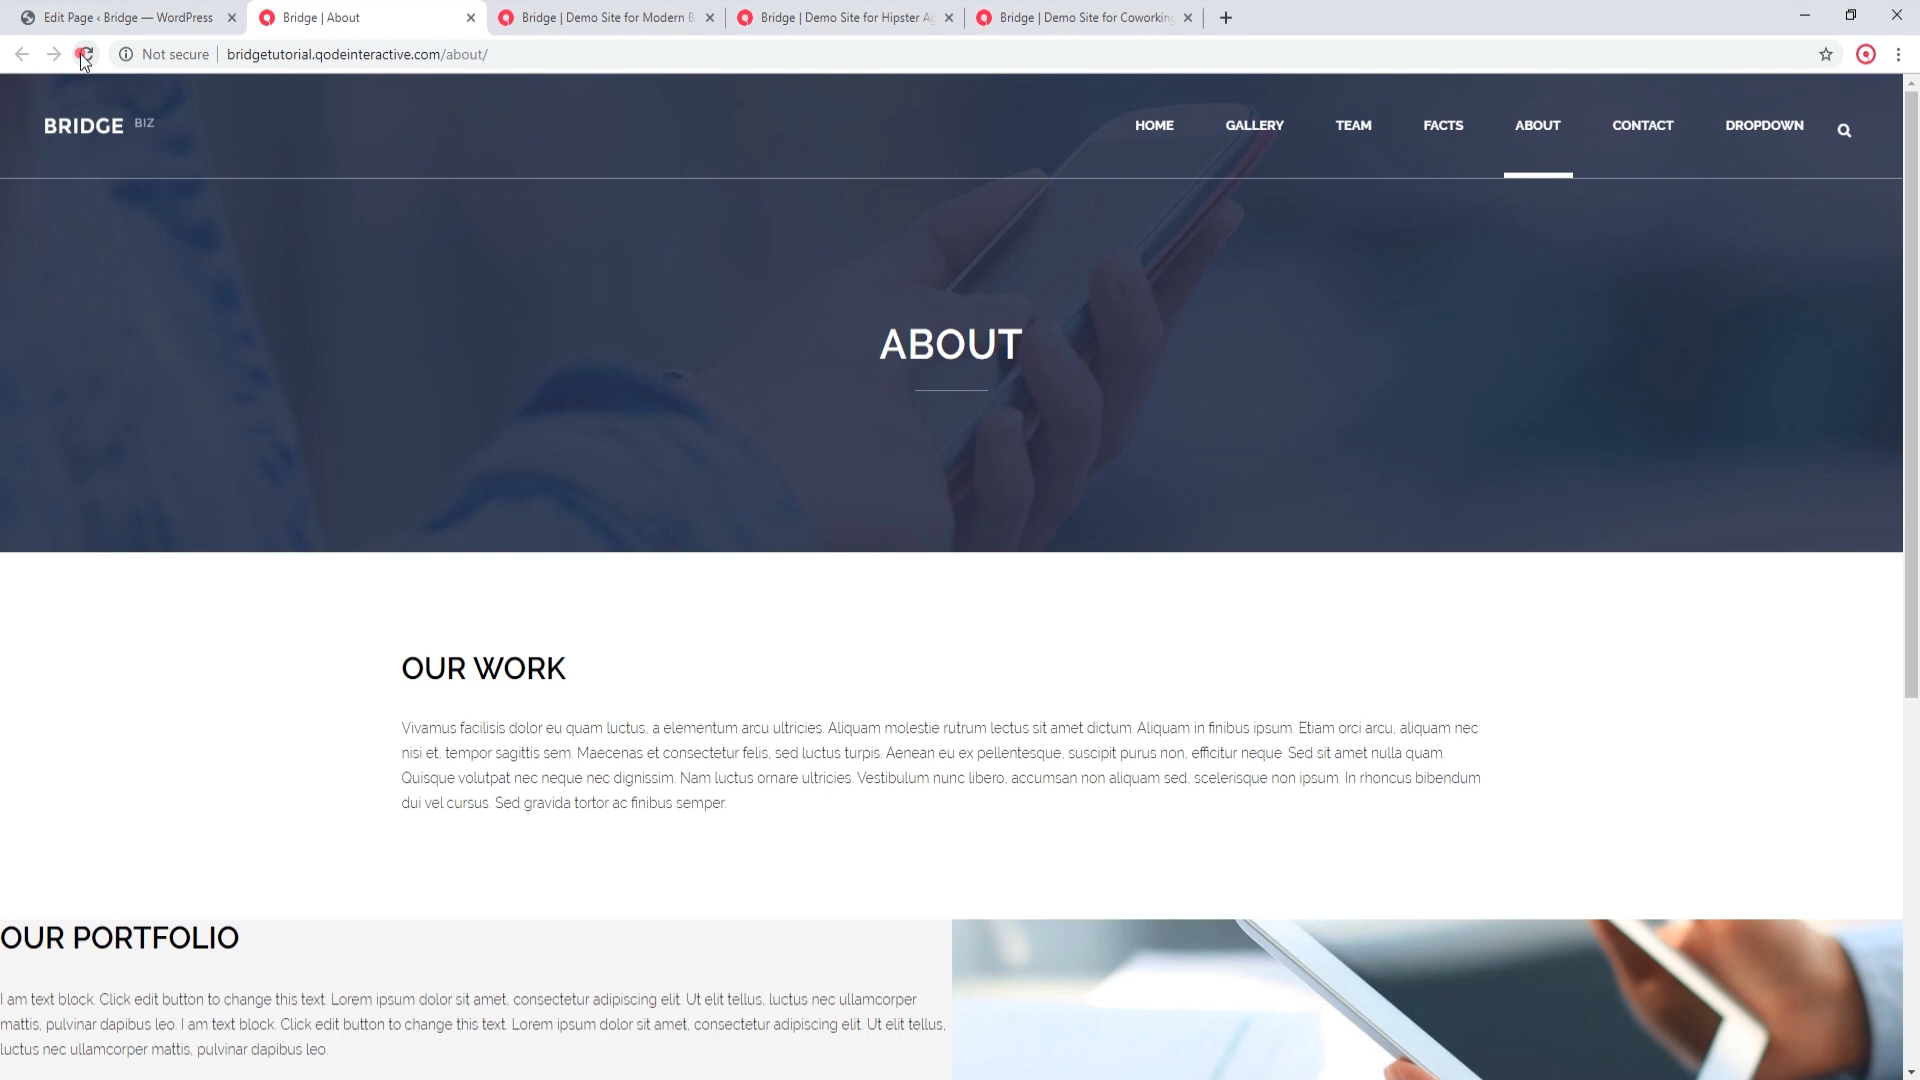 Edit Page ‹ Bridge — WordPress
Bridge | About
Bridge | Demo Site for Modern B
Bridge | Demo Site for Hipster Ag
Bridge | Demo Site for Coworking
Not secure
bridgetutorial.qodeinteractive.com/about/
BRIDGE BIZ
HOME
GALLERY
TEAM
FACTS
ABOUT
CONTACT
DROPDOWN
ABOUT
OUR WORK
Vivamus facilisis dolor eu quam luctus, a elementum arcu ultricies. Aliquam molestie rutrum lectus sit amet dictum. Aliquam in finibus ipsum. Etiam orci arcu, aliquam nec
nisi et, tempor sagittis sem. Maecenas et consectetur felis, sed luctus turpis. Aenean eu ex pellentesque, suscipit purus non, efficitur neque. Sed sit amet nulla quam.
Quisque volutpat nec neque nec dignissim. Nam luctus ornare ultricies. Vestibulum nunc libero, accumsan non aliquam sed, scelerisque non ipsum. In rhoncus bibendum
dui vel cursus. Sed gravida tortor ac finibus semper.
OUR PORTFOLIO
I am text block. Click edit button to change this text. Lorem ipsum dolor sit amet, consectetur adipiscing elit. Ut elit tellus, luctus nec ullamcorper
mattis, pulvinar dapibus leo. I am text block. Click edit button to change this text. Lorem ipsum dolor sit amet, consectetur adipiscing elit. Ut elit tellus,
luctus nec ullamcorper mattis, pulvinar dapibus leo.